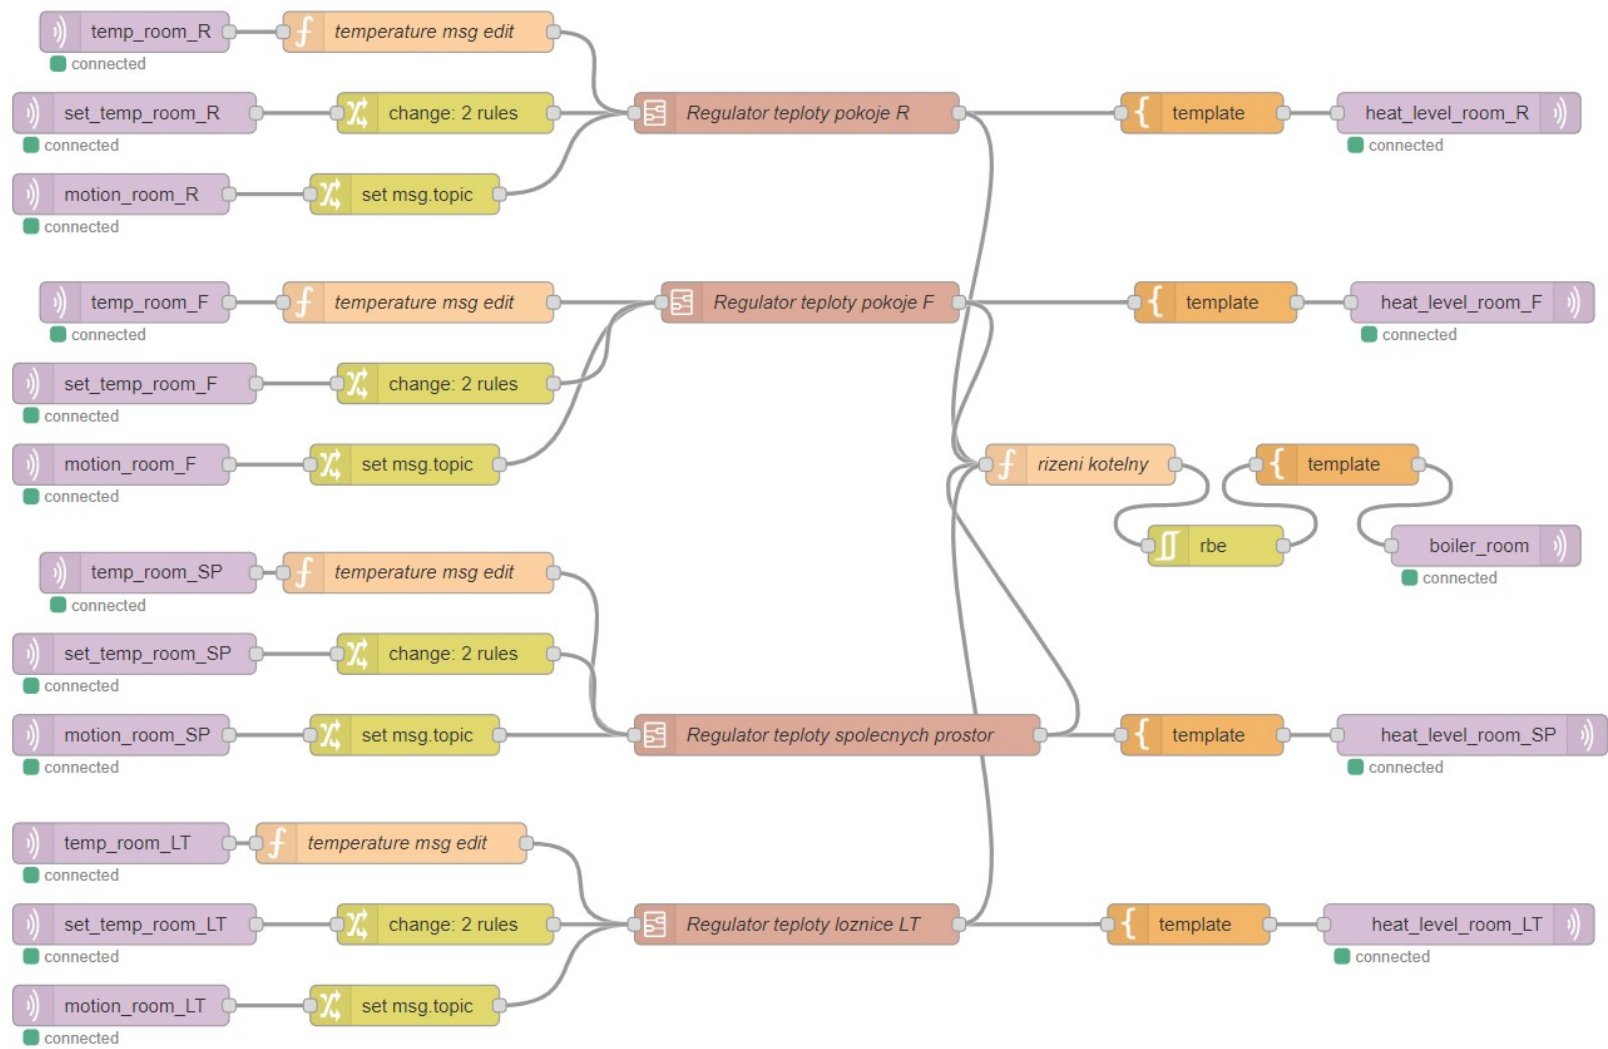 temp_room_R temperature msg edit
connected
set_temp_room_R change: 2 rules Regulator teploty pokoje R template heat_level_room_R
connected connected
motion_room_R set msg.topic
connected
temp_room_F temperature msg edit Regulator teploty pokoje F template heat_level_room_F
connected connected
set_temp_room_F change: 2 rules
connected
motion_room_F set msg.topic rizeni kotelny template
connected
rbe boiler_room
temp_room_SP temperature msg edit connected
connected
set_temp_room_SP change: 2 rules
connected
motion_room_SP set msg.topic Regulator teploty spolecnych prostor template heat_level_room_SP
connected connected
temp_room_LT temperature msg edit
connected
set_temp_room_LT change: 2 rules Regulator teploty loznice LT template heat_level_room_LT
connected connected
motion_room_LT set msg.topic
connected